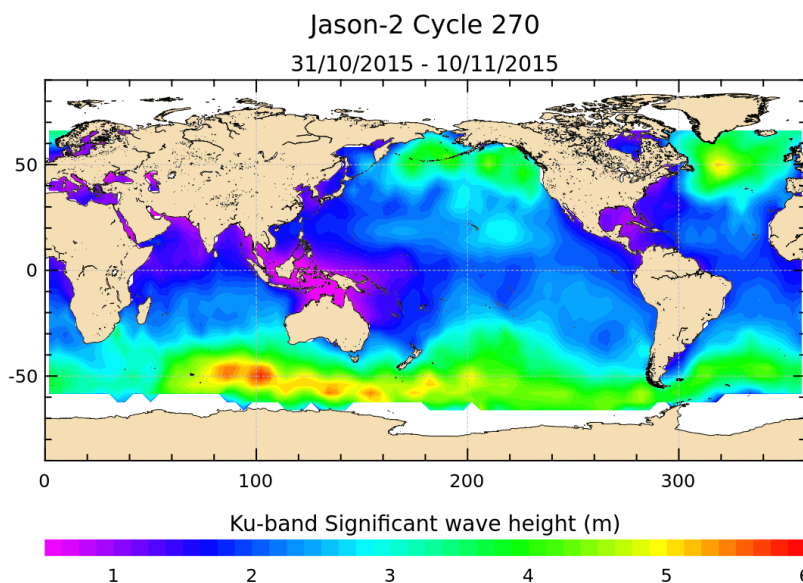 Jason-2 Cycle 270
31/10/2015 - 10/11/2015
50
0
-50
0 100 200 300
Ku-band Significant wave height (m)
1 2 3 4 5 6